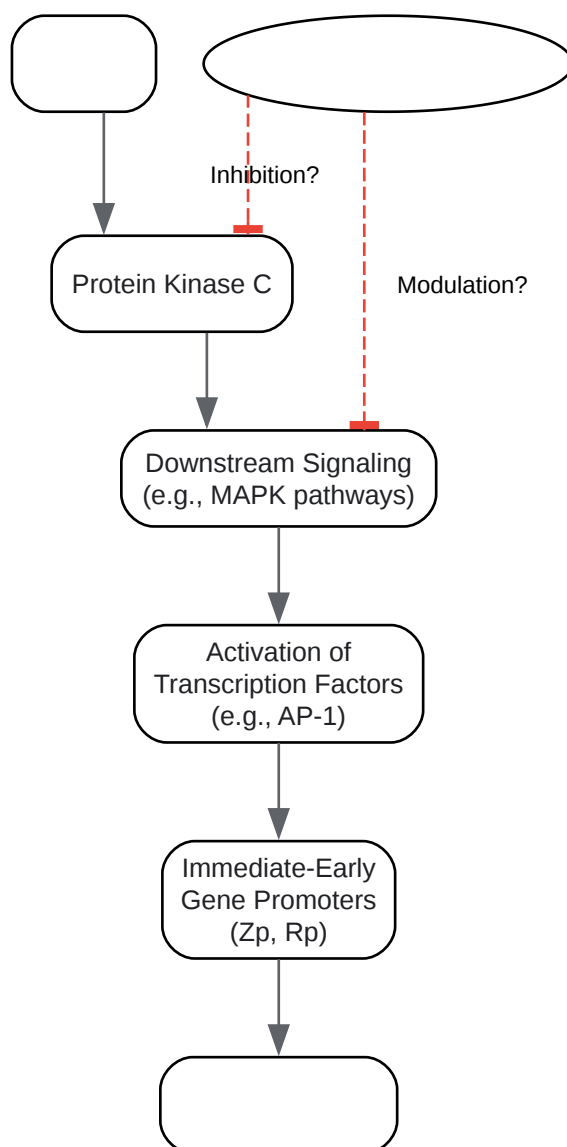 Inhibition?
Protein Kinase C
Modulation?
Downstream Signaling
(e.g., MAPK pathways)
Activation of
Transcription Factors
(e.g., AP-1)
Immediate-Early
Gene Promoters
(Zp, Rp)